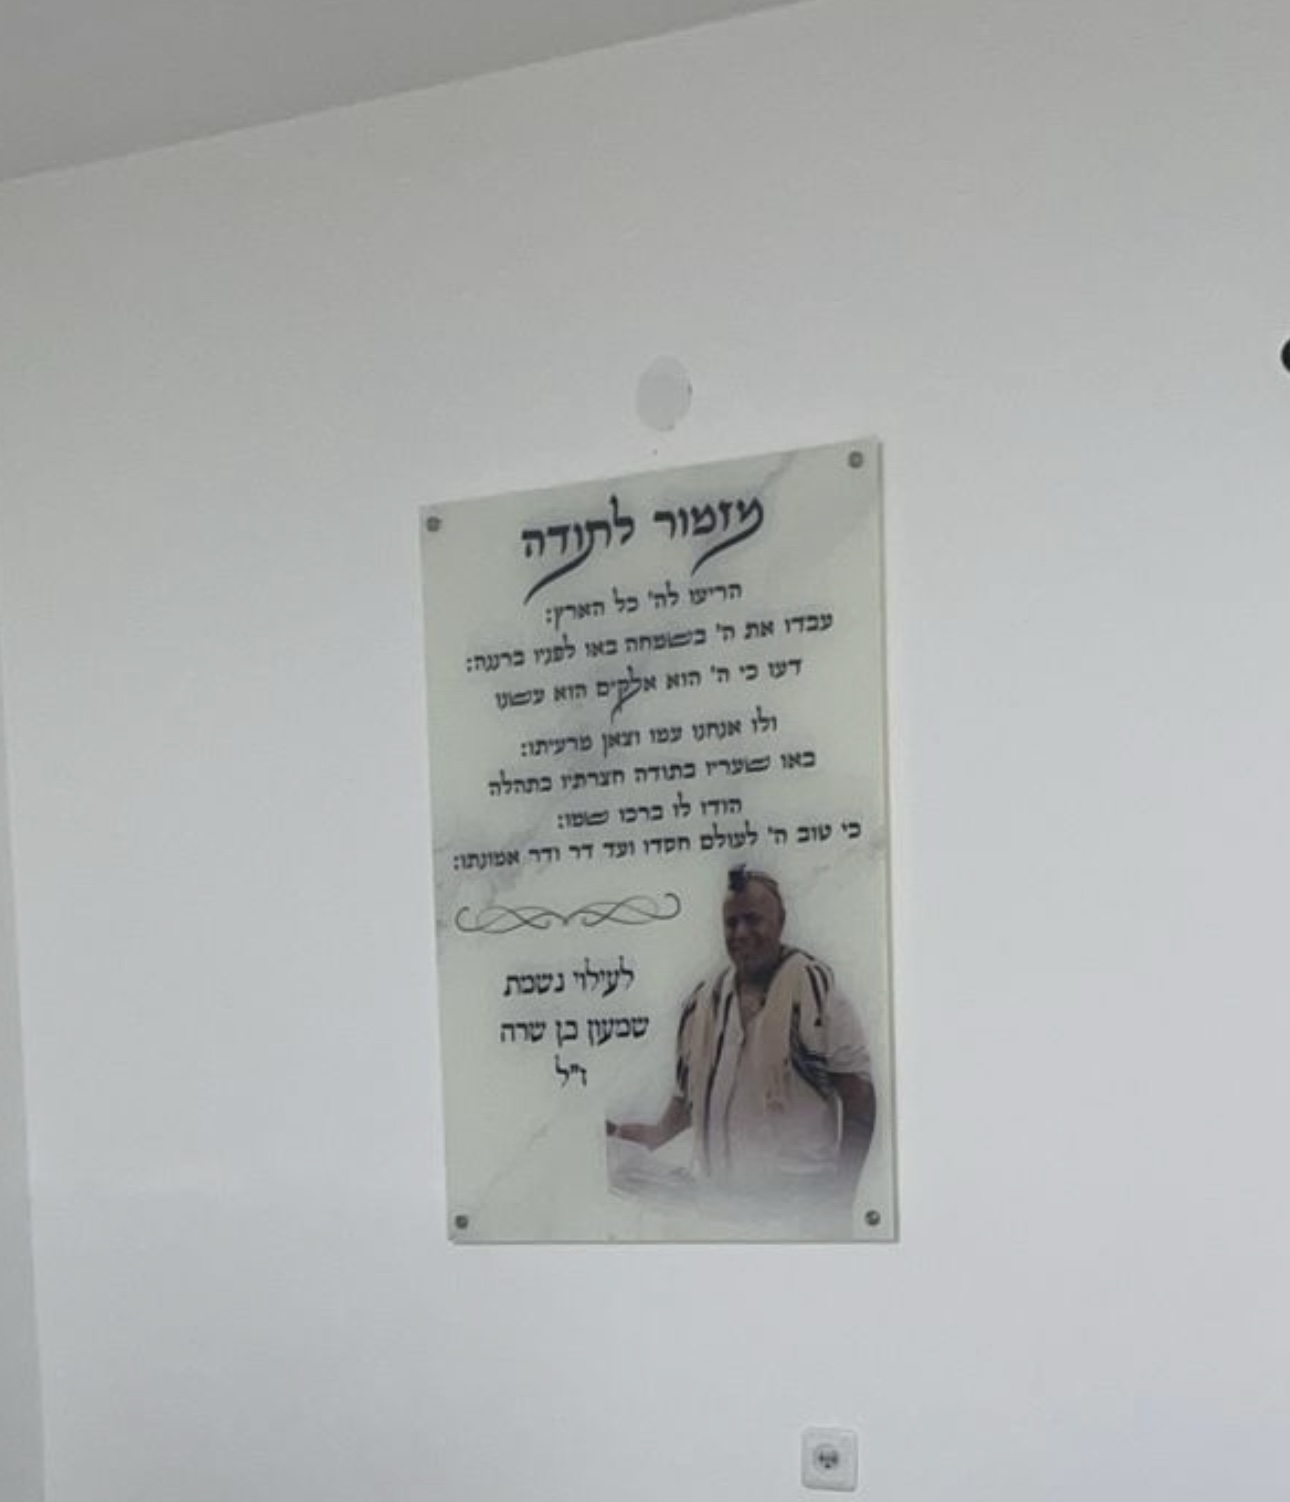 מזמור לתודה
הריעו לה' כל הארץ:
עבדו את ה' בשמחה באו לפניו ברננה:
דעו כי ה' הוא אלקים הוא עשנו
ולו אנחנו עמו וצאן מרעיתו:
באו שעריו בתודה חצרתיו בתהלה
הודו לו ברכו שמו:
כי טוב ה' לעולם חסדו ועד דר ודר אמונתו:
לעילוי נשמת
שמעון בן שרה
ז"ל